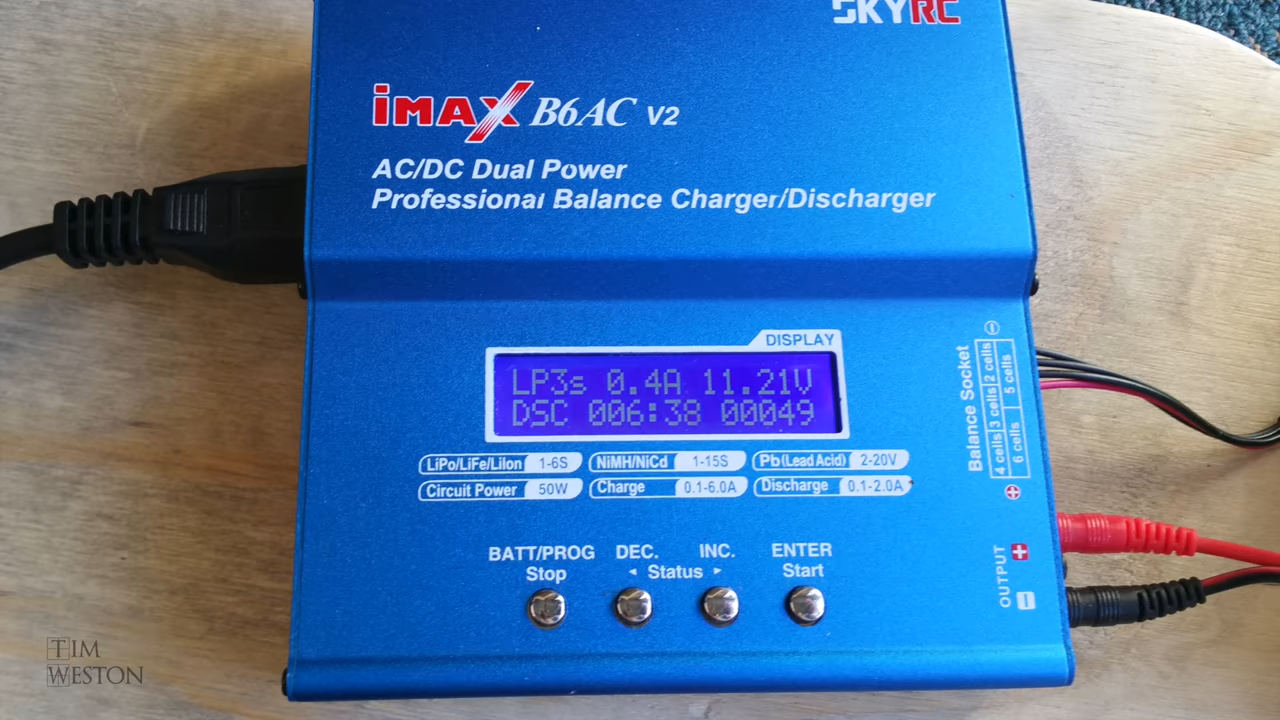 SKYRC
iMAX B6AC V2
AC/DC Dual Power
Professional Balance Charger/Discharger
DISPLAY
LP3s 0.4A 11.21V
DSC 006:38 00049
LiPo/LiFe/LiIon 1-6S NiMH/NiCd 1-15S Pb(Lead Acid) 2-20V
Circuit Power 50W Charge 0.1-6.0A Discharge 0.1-2.0A
Balance Socket
2 cells
3 cells
4 cells
5 cells
6 cells
BATT/PROG DEC. INC. ENTER
Stop ◄ Status ► Start
OUTPUT
TIM
WESTON